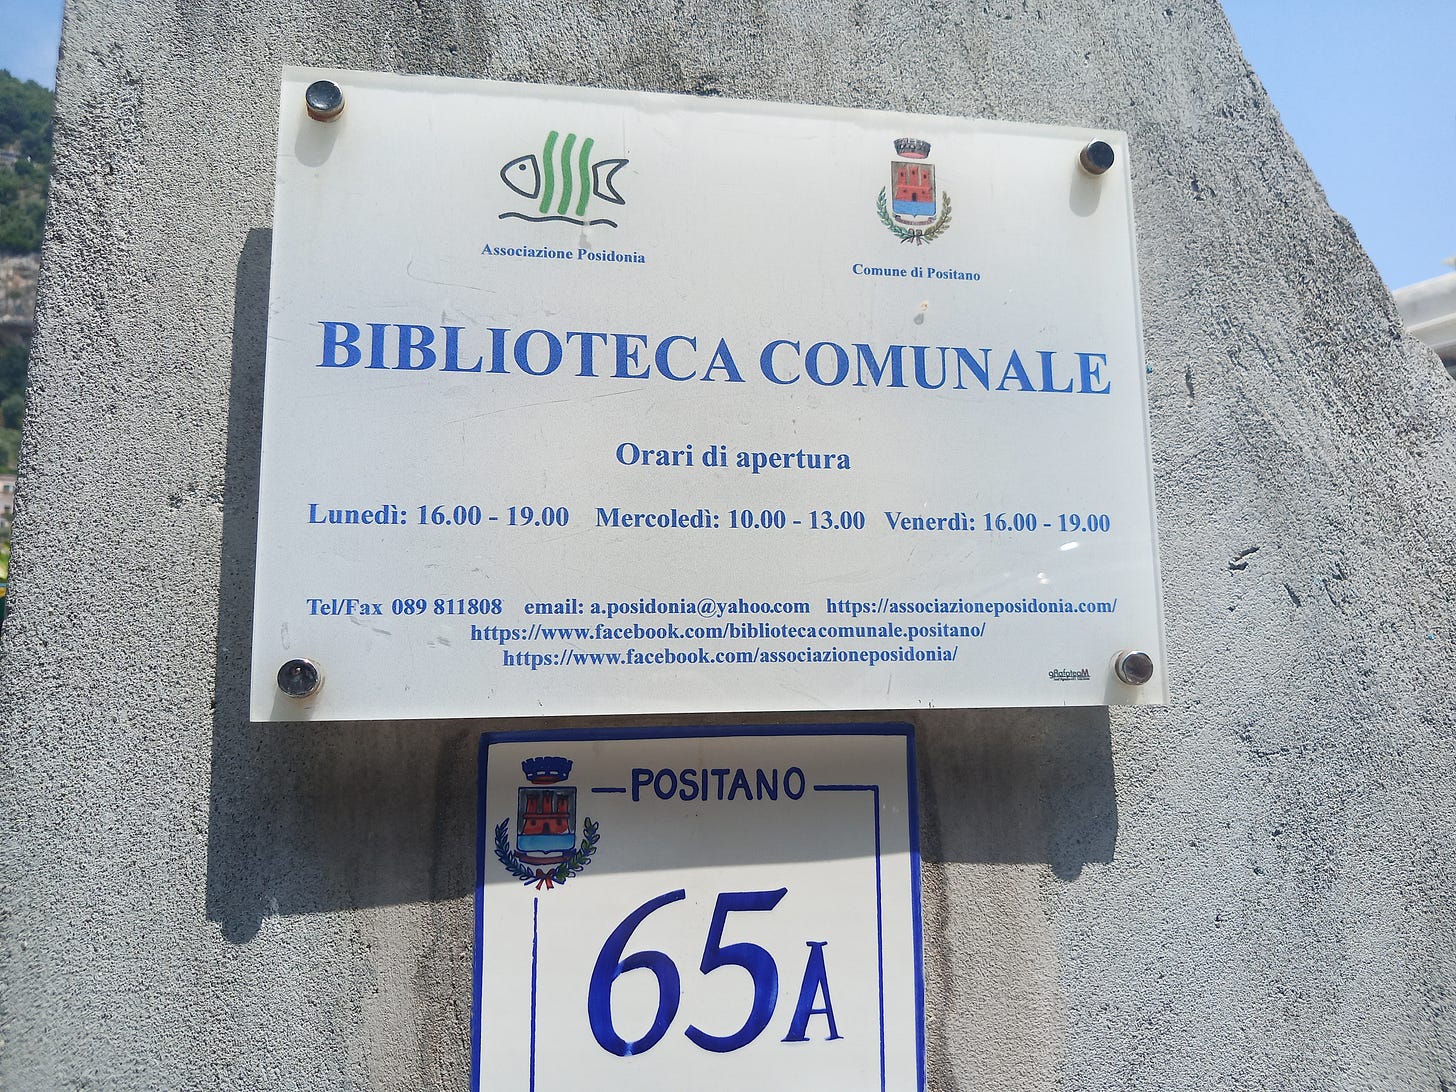 Associazione Posidonia
Comune di Positano
BIBLIOTECA COMUNALE
Orari di apertura
Lunedì: 16.00 - 19.00 Mercoledì: 10.00 - 13.00 Venerdì: 16.00 - 19.00
Tel/Fax 089 811808 email: a.posidonia@yahoo.com https://associazioneposidonia.com/
https://www.facebook.com/bibliotecacomunale.positano/
https://www.facebook.com/associazioneposidonia/
POSITANO
65A